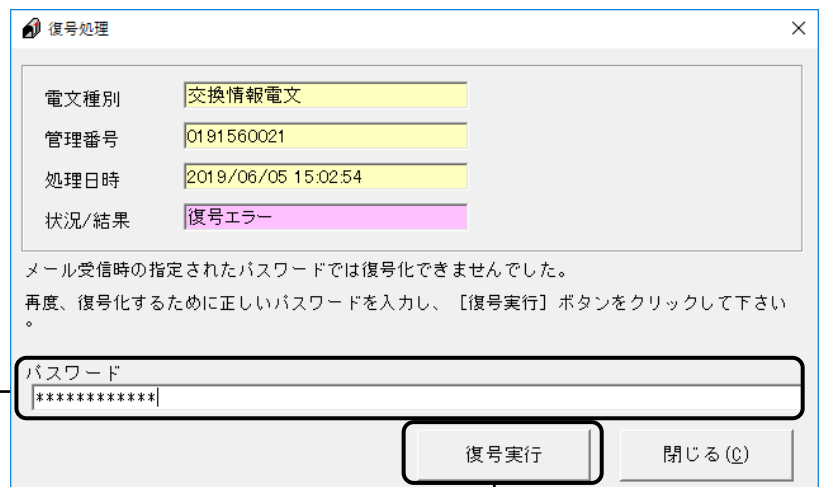 復号処理
電文種別 交換情報電文
管理番号 0191560021
処理日時 2019/06/05 15:02:54
状況/結果 復号エラー
メール受信時の指定されたパスワードでは復号化できませんでした。
再度、復号化するために正しいパスワードを入力し、［復号実行］ボタンをクリックして下さい
。
パスワード
************
復号実行 閉じる(C)